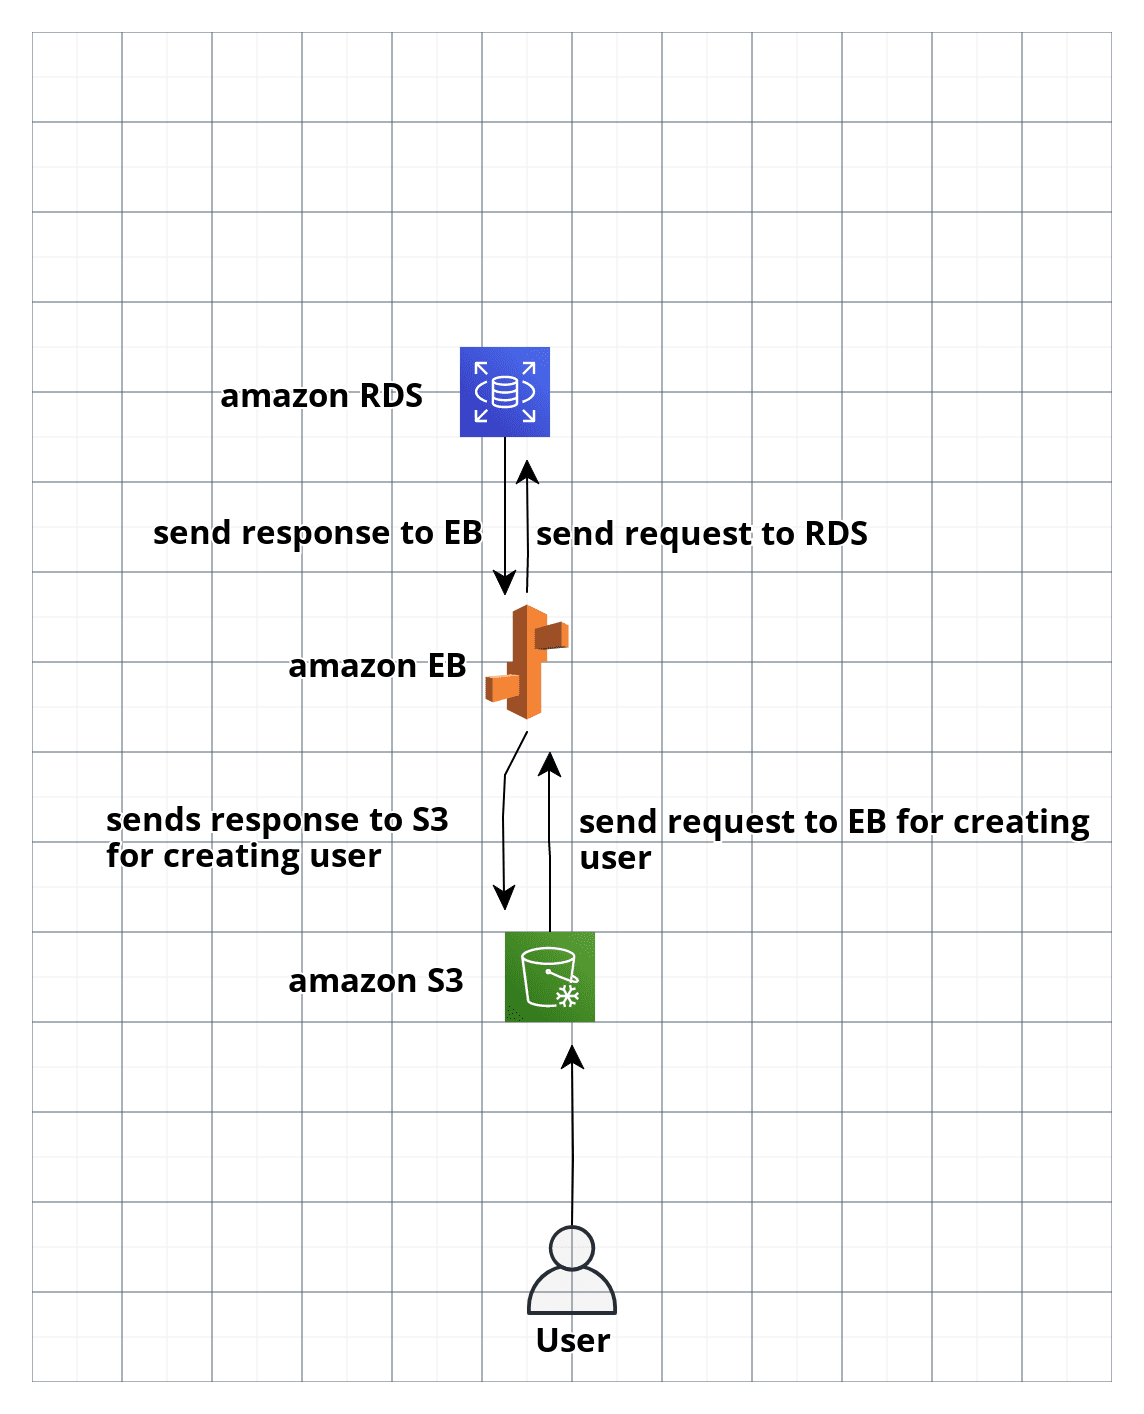 amazon RDS
send response to EB
send request to RDS
amazon EB
sends response to S3
for creating user
send request to EB for creating
user
amazon S3
User